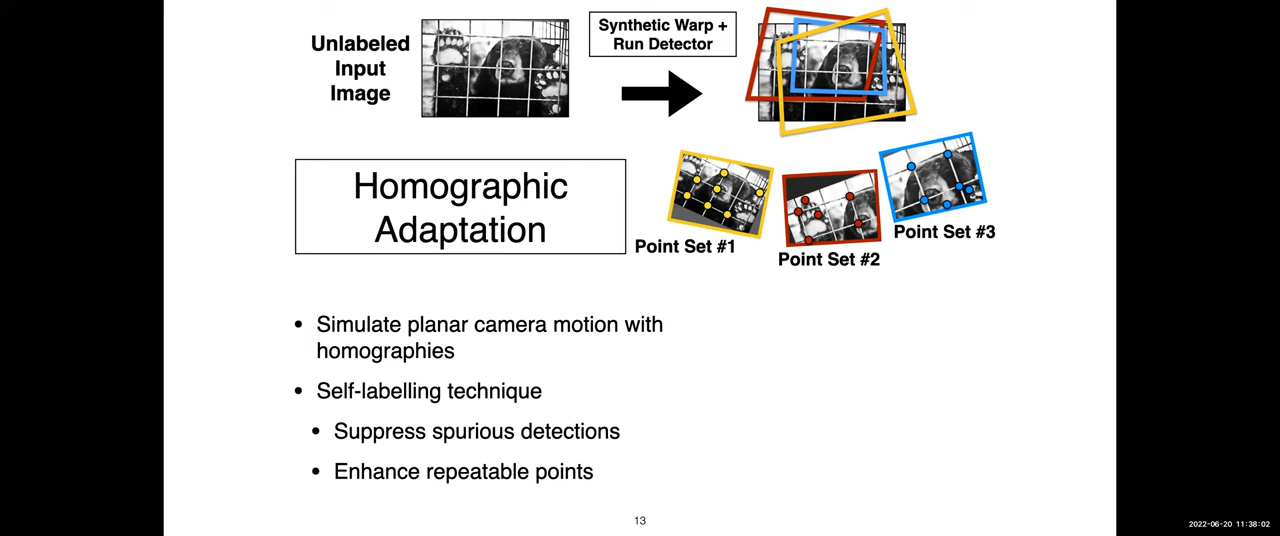 Unlabeled
Input
Image
Synthetic Warp +
Run Detector
Homographic
Adaptation
Point Set #1
Point Set #2
Point Set #3
• Simulate planar camera motion with
homographies
• Self-labelling technique
• Suppress spurious detections
• Enhance repeatable points
13
2022-06-20 11:38:02